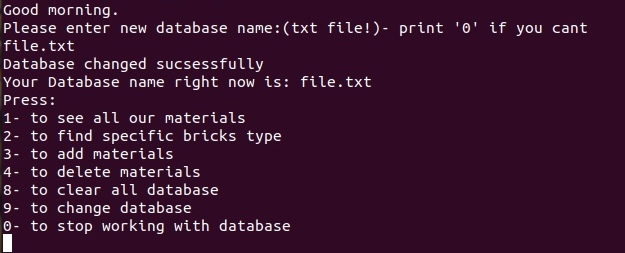 Good morning.
Please enter new database name:(txt file!)- print '0' if you cant
file.txt
Database changed sucsessfully
Your Database name right now is: file.txt
Press:
1- to see all our materials
2- to find specific bricks type
3- to add materials
4- to delete materials
8- to clear all database
9- to change database
0- to stop working with database